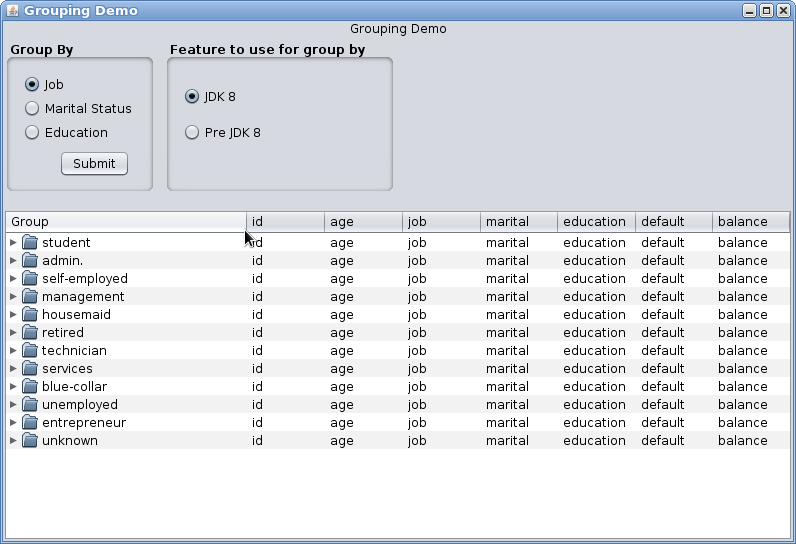 Grouping Demo
Grouping Demo
Group By
Feature to use for group by
Job
JDK 8
Marital Status
Education
Pre JDK 8
Submit
Group id age job marital education default balance
student id age job marital education default balance
admin. id age job marital education default balance
self-employed id age job marital education default balance
management id age job marital education default balance
housemaid id age job marital education default balance
retired id age job marital education default balance
technician id age job marital education default balance
services id age job marital education default balance
blue-collar id age job marital education default balance
unemployed id age job marital education default balance
entrepreneur id age job marital education default balance
unknown id age job marital education default balance